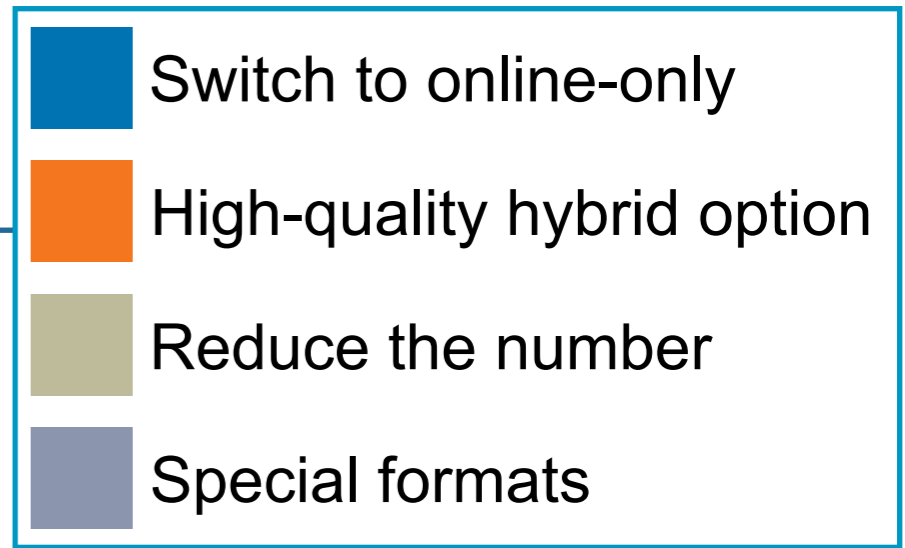 Switch to online-only
High-quality hybrid option
Reduce the number
Special formats